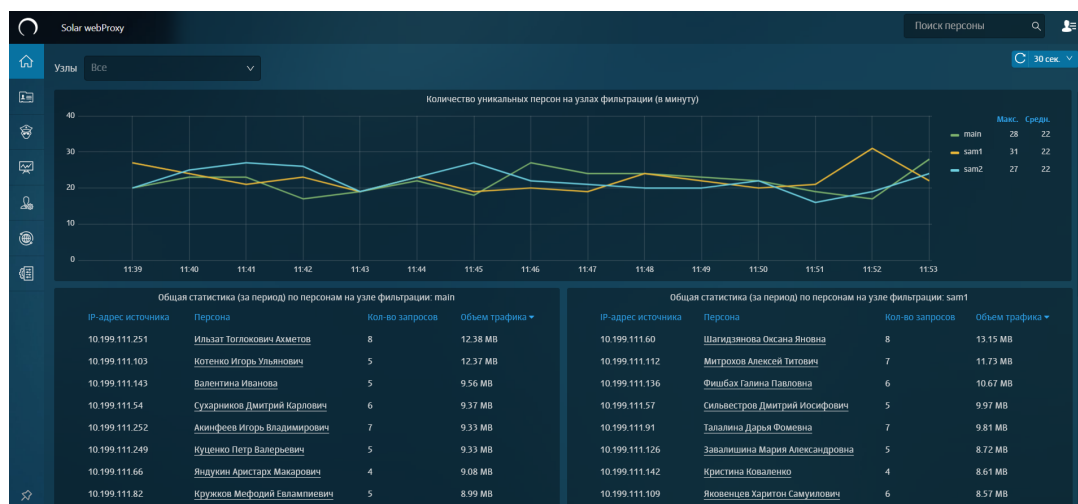 Solar webProxy
Поиск персоны
Узлы Все
30 сек.
Количество уникальных персон на узлах фильтрации (в минуту)
40
30
20
10
0
11:39 11:40 11:41 11:42 11:43 11:44 11:45 11:46 11:47 11:48 11:49 11:50 11:51 11:52 11:53
Макс. Средн.
main 28 22
sam1 31 22
sam2 27 22
Общая статистика (за период) по персонам на узле фильтрации: main
IP-адрес источника Персона Кол-во запросов Объем трафика
10.199.111.251 Ильзат Тоглокович Ахметов 8 12.38 MB
10.199.111.103 Котенко Игорь Ульянович 5 12.37 MB
10.199.111.143 Валентина Иванова 5 9.56 MB
10.199.111.54 Сухарников Дмитрий Карлович 6 9.37 MB
10.199.111.252 Акинфеев Игорь Владимирович 7 9.33 MB
10.199.111.249 Куценко Петр Валерьевич 5 9.33 MB
10.199.111.66 Яндукин Аристарх Макарович 4 9.08 MB
10.199.111.82 Кружков Мефодий Евлампиевич 5 8.99 MB
Общая статистика (за период) по персонам на узле фильтрации: sam1
IP-адрес источника Персона Кол-во запросов Объем трафика
10.199.111.60 Шагидзянова Оксана Яновна 8 13.15 MB
10.199.111.112 Митрохов Алексей Титович 7 11.73 MB
10.199.111.136 Фишбах Галина Павловна 6 10.67 MB
10.199.111.57 Сильвестров Дмитрий Иосифович 5 9.97 MB
10.199.111.91 Талалина Дарья Фомевна 7 9.81 MB
10.199.111.126 Завалишина Мария Александровна 5 8.72 MB
10.199.111.142 Кристина Коваленко 4 8.61 MB
10.199.111.109 Яковенцев Харитон Самуилович 6 8.57 MB